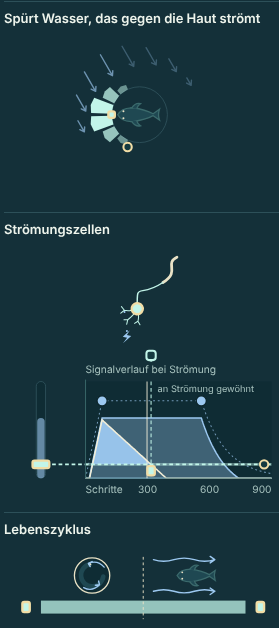 Spürt Wasser, das gegen die Haut strömt
Strömungszellen
Signalverlauf bei Strömung
an Strömung gewöhnt
Schritte 300 600 900
Lebenszyklus